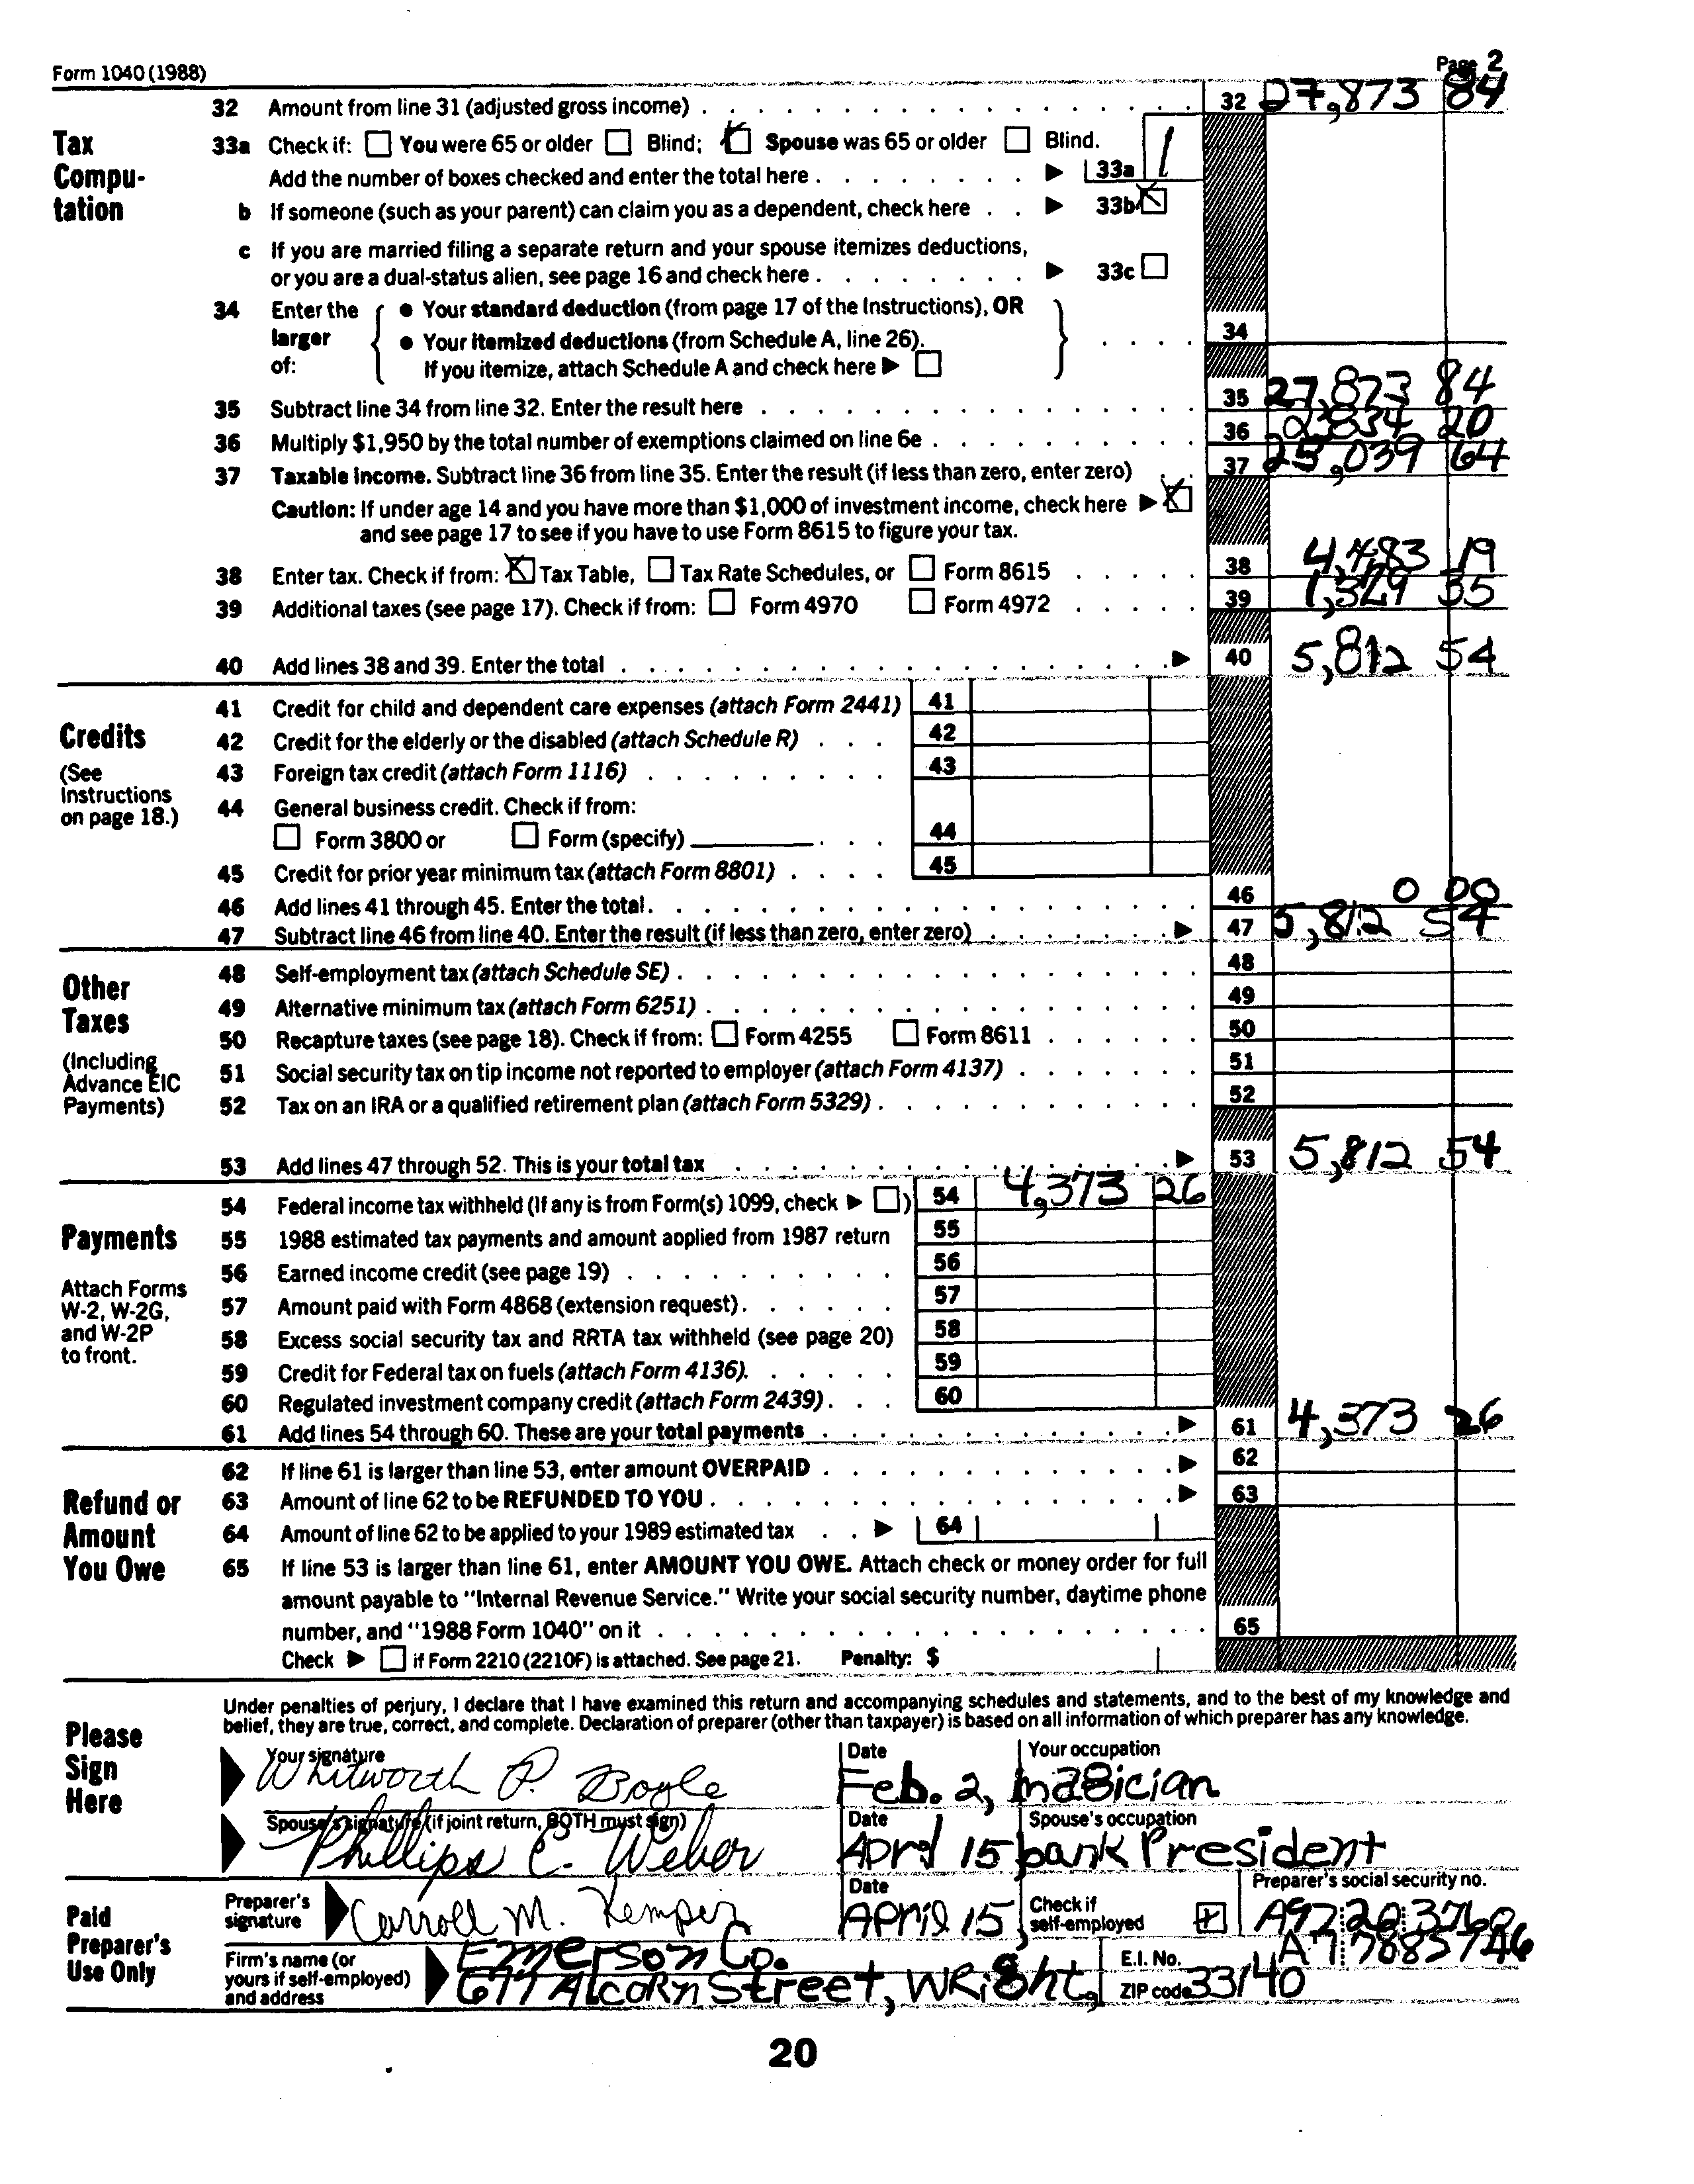 Form 1040 (1988) Page 2
32 Amount from line 31 (adjusted gross income) 32 27,873 84
Tax Compu-tation
33a Check if: You were 65 or older Blind; Spouse was 65 or older Blind.
Add the number of boxes checked and enter the total here 33a 1
b If someone (such as your parent) can claim you as a dependent, check here 33b
c If you are married filing a separate return and your spouse itemizes deductions,
or you are a dual-status alien, see page 16 and check here 33c
34 Enter the larger of:
• Your standard deduction (from page 17 of the Instructions), OR
• Your itemized deductions (from Schedule A, line 26).
If you itemize, attach Schedule A and check here
34
35 Subtract line 34 from line 32. Enter the result here 35 27,873 84
36 Multiply $1,950 by the total number of exemptions claimed on line 6e 36 2,834 20
37 Taxable income. Subtract line 36 from line 35. Enter the result (if less than zero, enter zero) 37 25,039 64
Caution: If under age 14 and you have more than $1,000 of investment income, check here
and see page 17 to see if you have to use Form 8615 to figure your tax.
38 Enter tax. Check if from: Tax Table, Tax Rate Schedules, or Form 8615 38 4,483 19
39 Additional taxes (see page 17). Check if from: Form 4970 Form 4972 39 1,329 35
40 Add lines 38 and 39. Enter the total 40 5,812 54
Credits
(See Instructions on page 18.)
41 Credit for child and dependent care expenses (attach Form 2441) 41
42 Credit for the elderly or the disabled (attach Schedule R) 42
43 Foreign tax credit (attach Form 1116) 43
44 General business credit. Check if from:
Form 3800 or Form (specify) 44
45 Credit for prior year minimum tax (attach Form 8801) 45
46 Add lines 41 through 45. Enter the total. 46 0 00
47 Subtract line 46 from line 40. Enter the result (if less than zero, enter zero) 47 5,812 54
Other Taxes
(Including Advance EIC Payments)
48 Self-employment tax (attach Schedule SE) 48
49 Alternative minimum tax (attach Form 6251) 49
50 Recapture taxes (see page 18). Check if from: Form 4255 Form 8611 50
51 Social security tax on tip income not reported to employer (attach Form 4137) 51
52 Tax on an IRA or a qualified retirement plan (attach Form 5329) 52
53 Add lines 47 through 52. This is your total tax 53 5,812 54
Payments
Attach Forms W-2, W-2G, and W-2P to front.
54 Federal income tax withheld (If any is from Form(s) 1099, check ) 54 4,373 26
55 1988 estimated tax payments and amount applied from 1987 return 55
56 Earned income credit (see page 19) 56
57 Amount paid with Form 4868 (extension request) 57
58 Excess social security tax and RRTA tax withheld (see page 20) 58
59 Credit for Federal tax on fuels (attach Form 4136). 59
60 Regulated investment company credit (attach Form 2439) 60
61 Add lines 54 through 60. These are your total payments 61 4,373 26
Refund or Amount You Owe
62 If line 61 is larger than line 53, enter amount OVERPAID 62
63 Amount of line 62 to be REFUNDED TO YOU 63
64 Amount of line 62 to be applied to your 1989 estimated tax 64
65 If line 53 is larger than line 61, enter AMOUNT YOU OWE. Attach check or money order for full
amount payable to "Internal Revenue Service." Write your social security number, daytime phone
number, and "1988 Form 1040" on it 65
Check if Form 2210 (2210F) is attached. See page 21. Penalty: $
Please Sign Here
Under penalties of perjury, I declare that I have examined this return and accompanying schedules and statements, and to the best of my knowledge and
belief, they are true, correct, and complete. Declaration of preparer (other than taxpayer) is based on all information of which preparer has any knowledge.
Your signature Whitworth P. Boyle Date Feb. 2, Your occupation magician
Spouse's signature (if joint return, BOTH must sign) Phillips C. Weber Date April 15 Spouse's occupation bank President
Paid Preparer's Use Only
Preparer's signature Carroll M. Kemper Date April 15, Check if self-employed Preparer's social security no. A97 20 3760
Firm's name (or yours if self-employed) and address Emerson Co. E.I. No. A7 7885746
677 Alcorn Street, Wright, ZIP code 33140
20